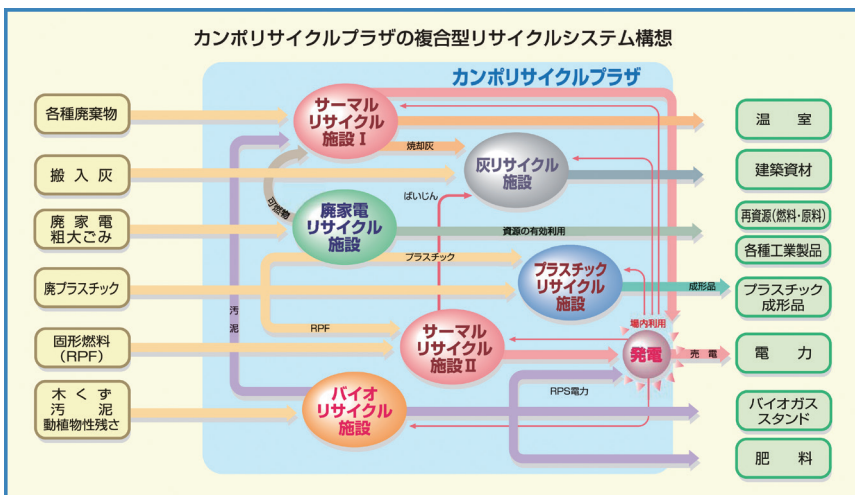 カンポリサイクルプラザの複合型リサイクルシステム構想
カンポリサイクルプラザ
各種廃棄物
搬入灰
廃家電
粗大ごみ
廃プラスチック
固形燃料
(RPF)
木くず
汚泥
動植物性残さ
サーマル
リサイクル
施設Ⅰ
焼却灰
灰リサイクル
施設
可燃物
ばいじん
廃家電
リサイクル
施設
資源の有効利用
プラスチック
プラスチック
リサイクル
施設
成形品
汚泥
RPF
サーマル
リサイクル
施設Ⅱ
場内利用
発電
売電
RPS電力
バイオ
リサイクル
施設
温室
建築資材
再資源(燃料・原料)
各種工業製品
プラスチック
成形品
電力
バイオガス
スタンド
肥料